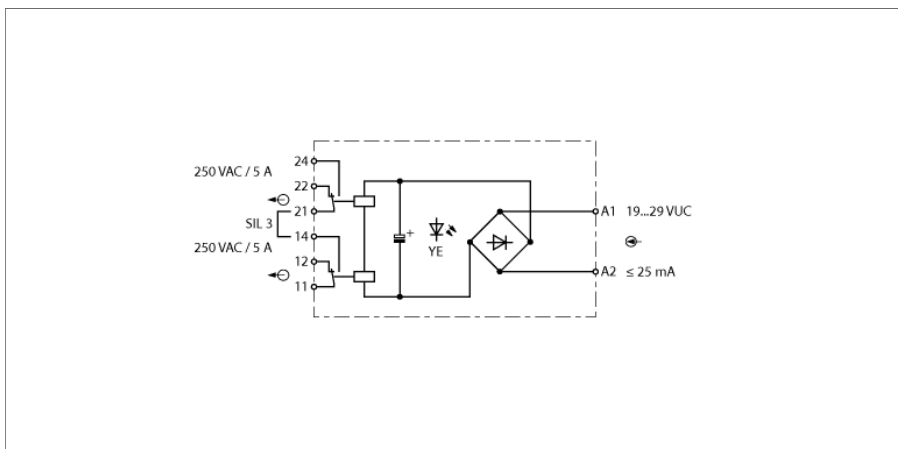 250 VAC / 5 A
24
22
21
SIL 3
14
250 VAC / 5 A
12
11
+
YE
A1 19...29 VUC
A2 ≤ 25 mA